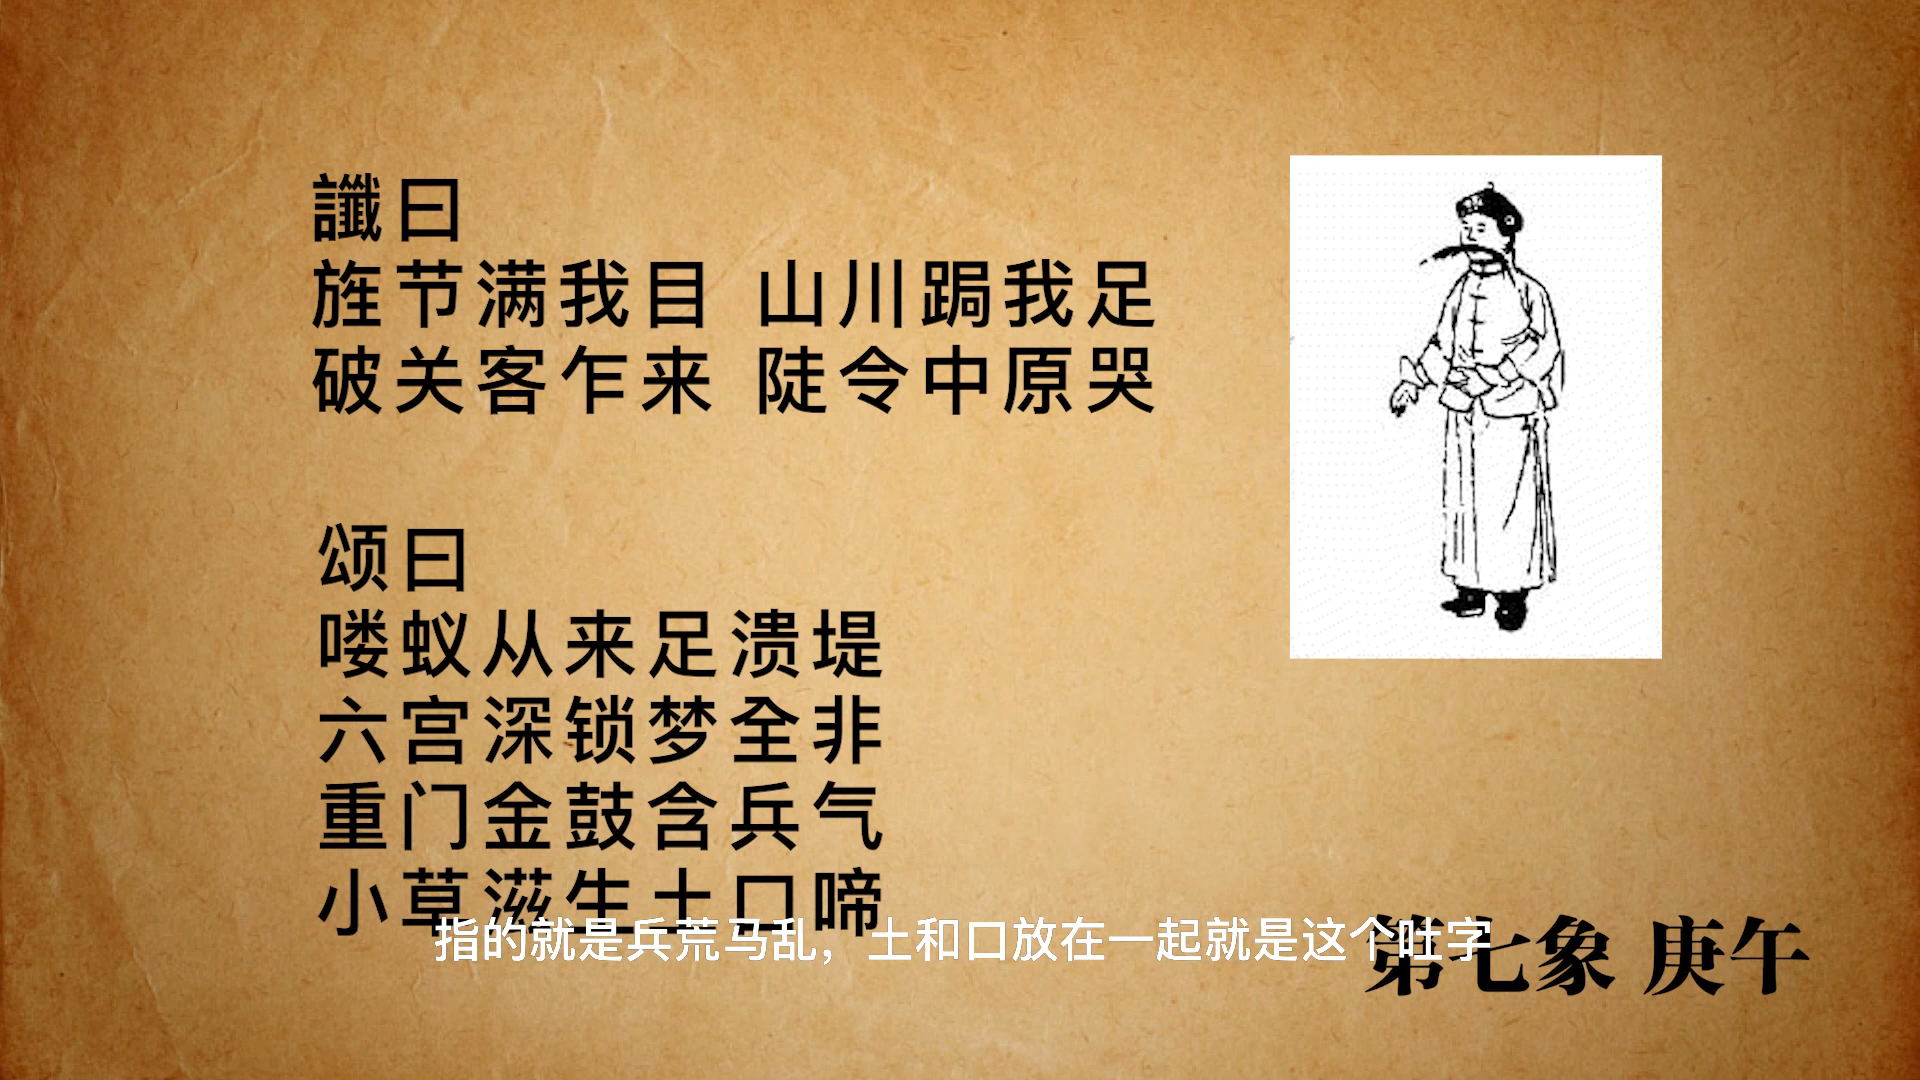 讖曰
旌节满我目 山川跼我足
破关客乍来 陡令中原哭
颂曰
喽蚁从来足溃堤
六宫深锁梦全非
重门金鼓含兵气
小草滋生土口啼
指的就是兵荒马乱，土和口放在一起就是这个吐字
第七象 庚午